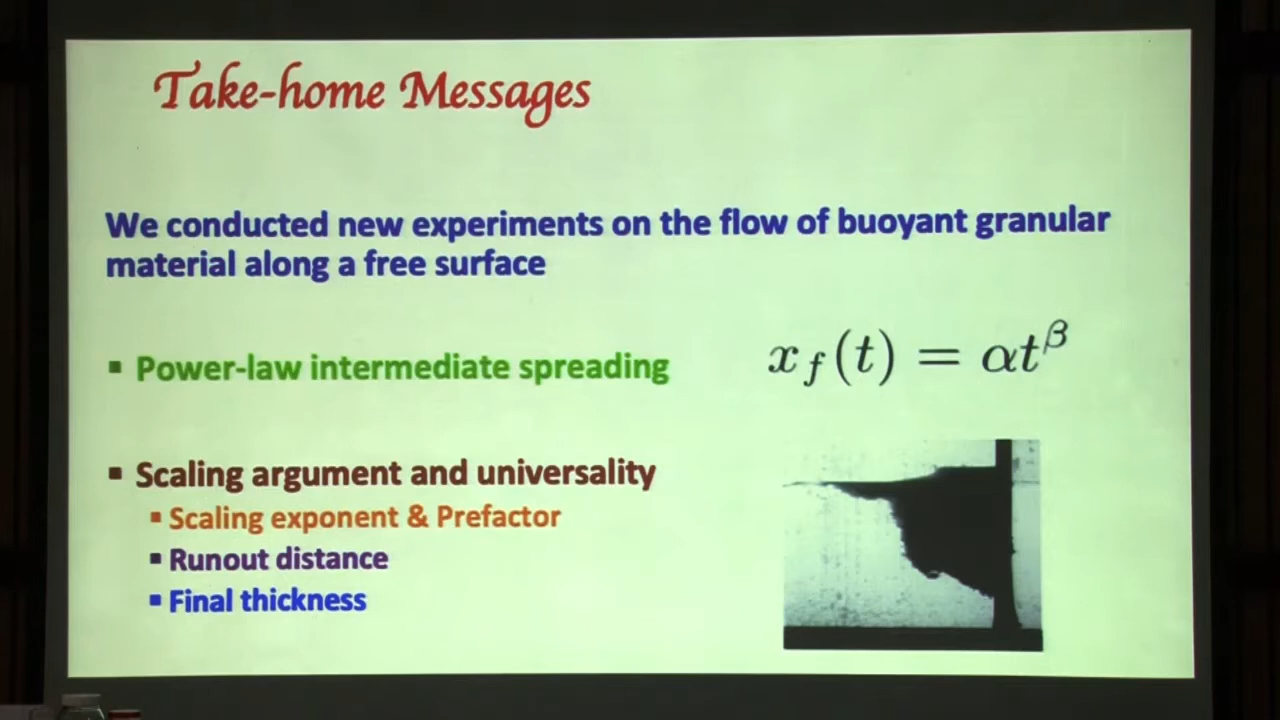 Take-home Messages
We conducted new experiments on the flow of buoyant granular
material along a free surface
▪ Power-law intermediate spreading
x_f(t) = αt^β
▪ Scaling argument and universality
▪ Scaling exponent & Prefactor
▪ Runout distance
▪ Final thickness